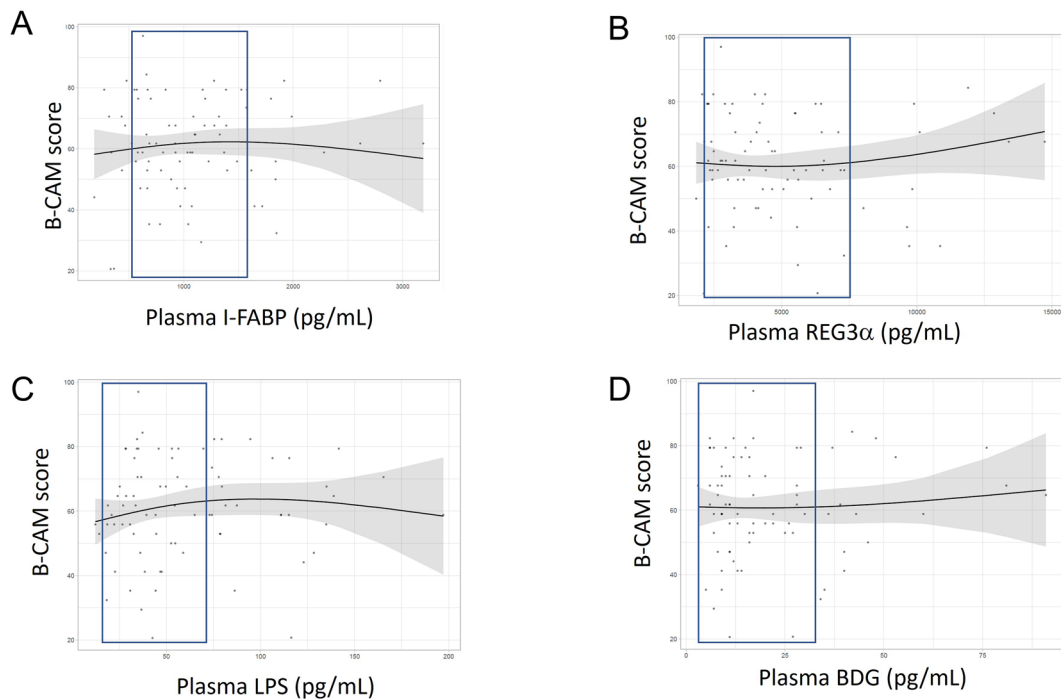 A
B-CAM score
100
80
60
40
20
1000
2000
3000
Plasma I-FABP (pg/mL)
B
B-CAM score
100
80
60
40
20
5000
10000
15000
Plasma REG3α (pg/mL)
C
B-CAM score
100
80
60
40
20
50
100
150
200
Plasma LPS (pg/mL)
D
B-CAM score
100
80
60
40
20
0
25
50
75
Plasma BDG (pg/mL)